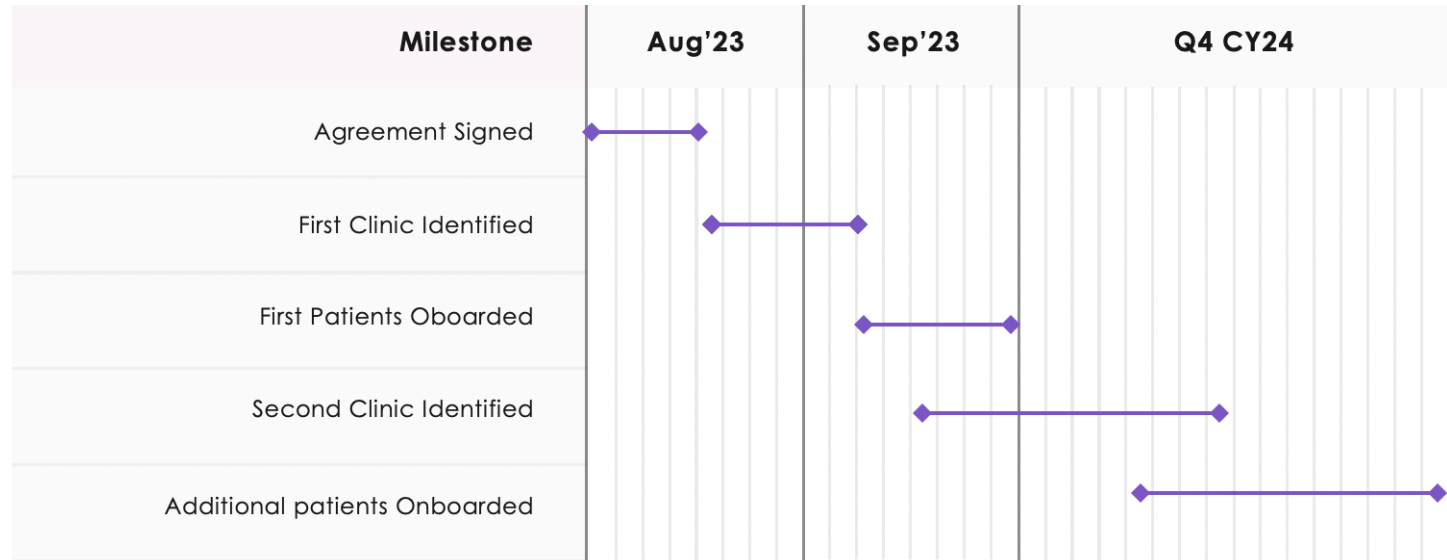 Milestone
Aug’23
Sep’23
Q4 CY24
Agreement Signed
First Clinic Identified
First Patients Oboarded
Second Clinic Identified
Additional patients Onboarded